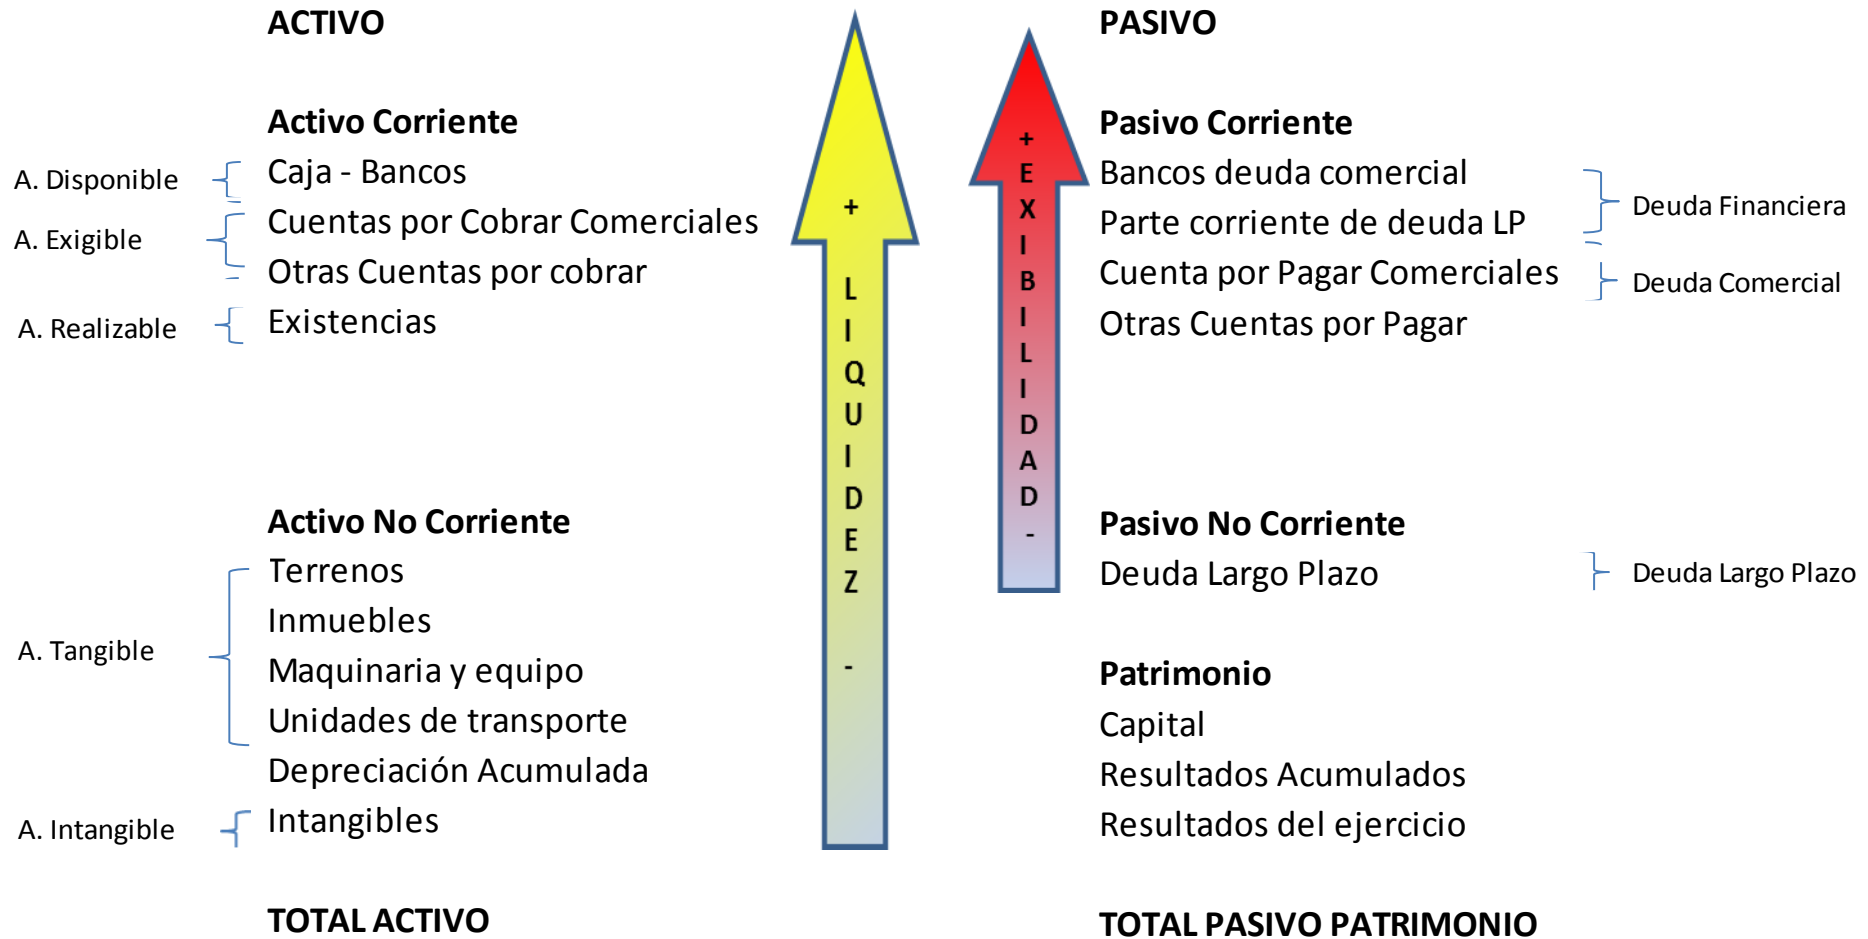 ACTIVO
Activo Corriente
A. Disponible
Caja - Bancos
A. Exigible
Cuentas por Cobrar Comerciales
Otras Cuentas por cobrar
A. Realizable
Existencias
Activo No Corriente
A. Tangible
Terrenos
Inmuebles
Maquinaria y equipo
Unidades de transporte
Depreciación Acumulada
A. Intangible
Intangibles
TOTAL ACTIVO
+ LIQUIDEZ -
+ EXIBILIDAD -
PASIVO
Pasivo Corriente
Bancos deuda comercial
Parte corriente de deuda LP
Deuda Financiera
Cuenta por Pagar Comerciales
Deuda Comercial
Otras Cuentas por Pagar
Pasivo No Corriente
Deuda Largo Plazo
Deuda Largo Plazo
Patrimonio
Capital
Resultados Acumulados
Resultados del ejercicio
TOTAL PASIVO PATRIMONIO